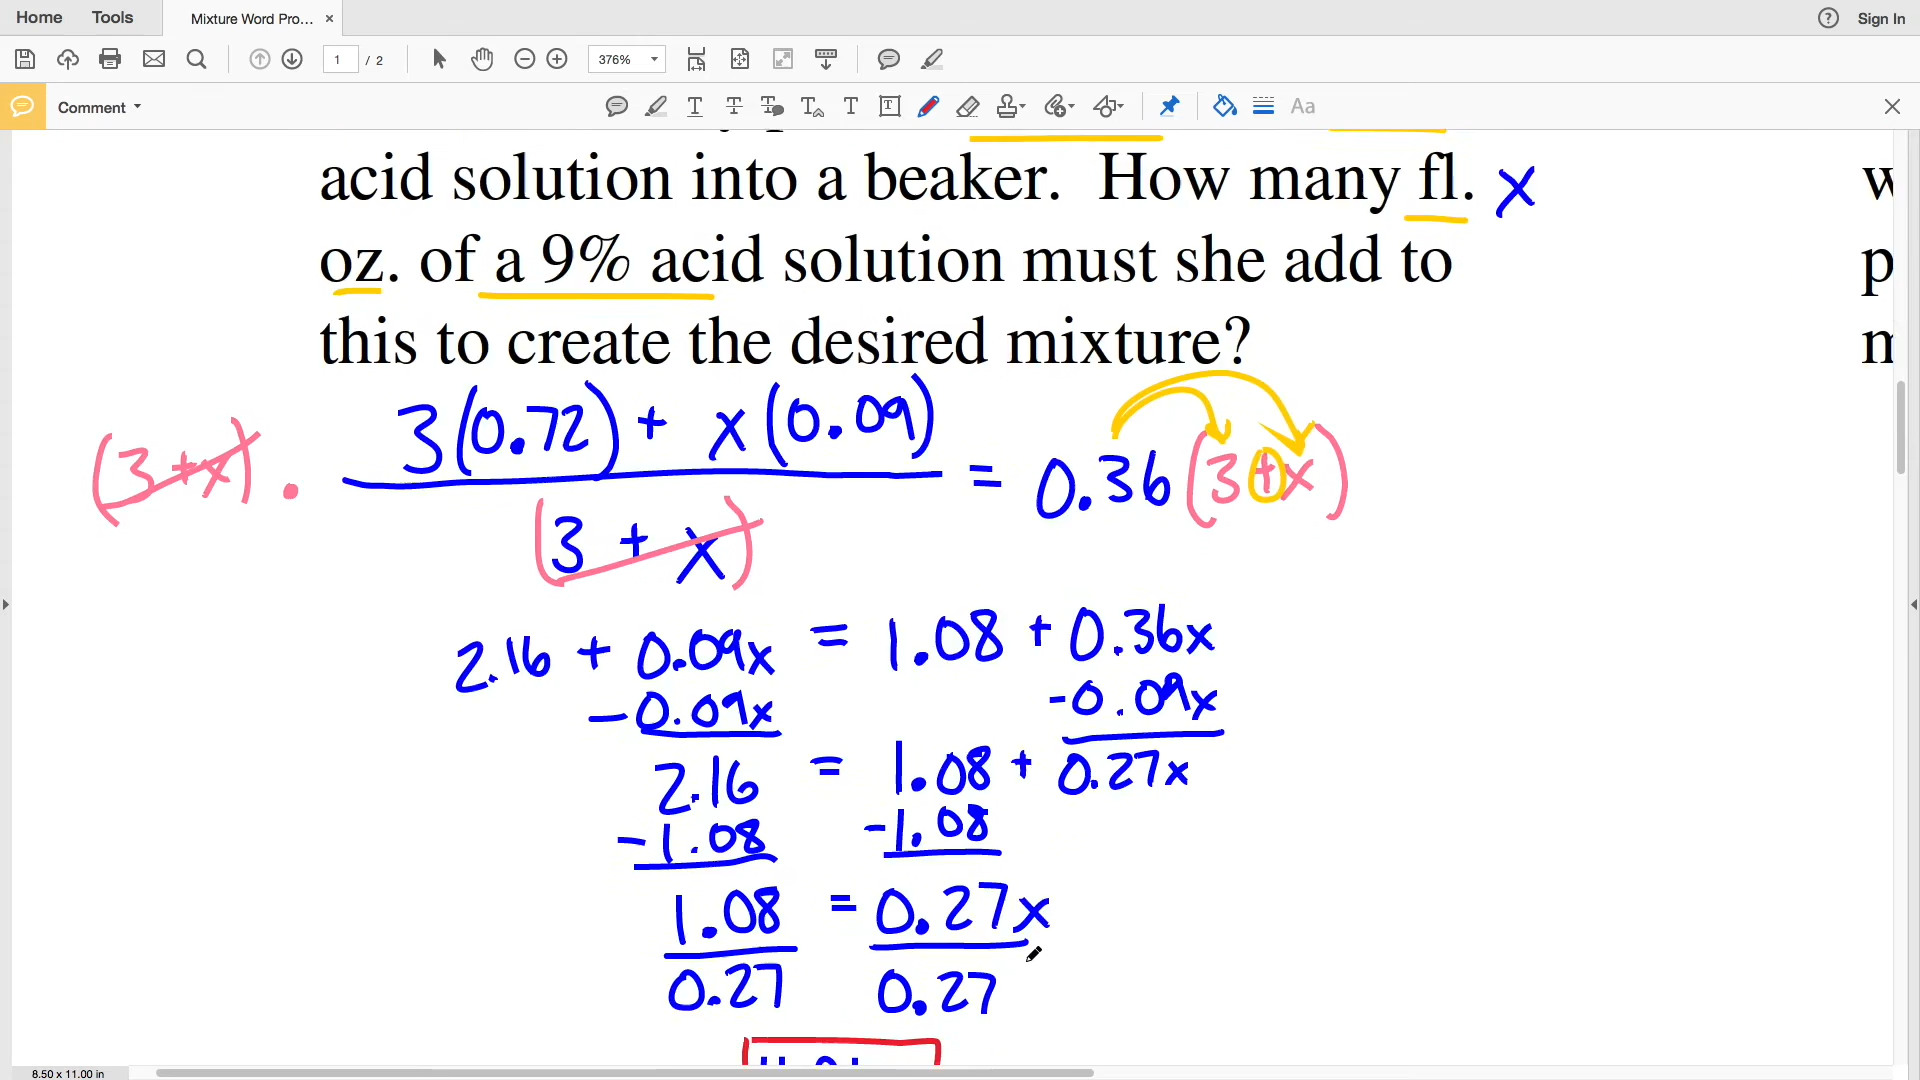 Home Tools Mixture Word Pro... × Sign In
1 / 2 376%
Comment Aa
acid solution into a beaker. How many fl. x
oz. of a 9% acid solution must she add to
this to create the desired mixture?
(3+x) · 3(0.72) + x(0.09) = 0.36(3+x)
(3 + x)
2.16 + 0.09x = 1.08 + 0.36x
-0.09x -0.09x
2.16 = 1.08 + 0.27x
-1.08 -1.08
1.08 = 0.27x
0.27 0.27
8.50 x 11.00 in